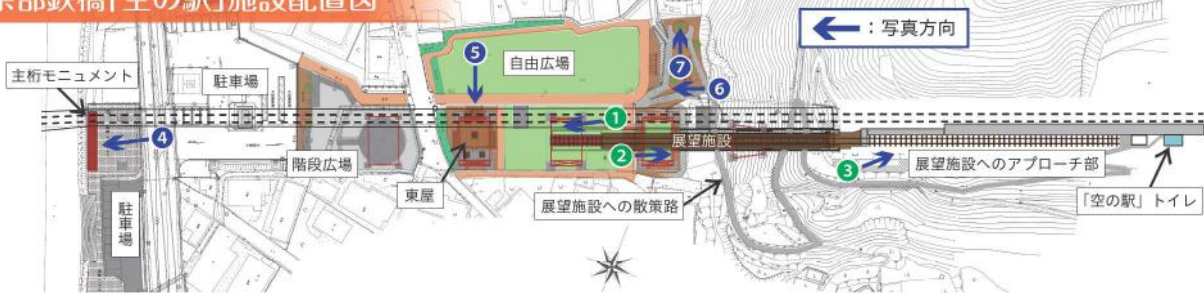 部鉄橋「空の駅」施設配置図
：写真方向
主桁モニュメント
駐車場
自由広場
5
7
6
1
4
2
展望施設
3
階段広場
東屋
展望施設への散策路
展望施設へのアプローチ部
「空の駅」トイレ
駐車場